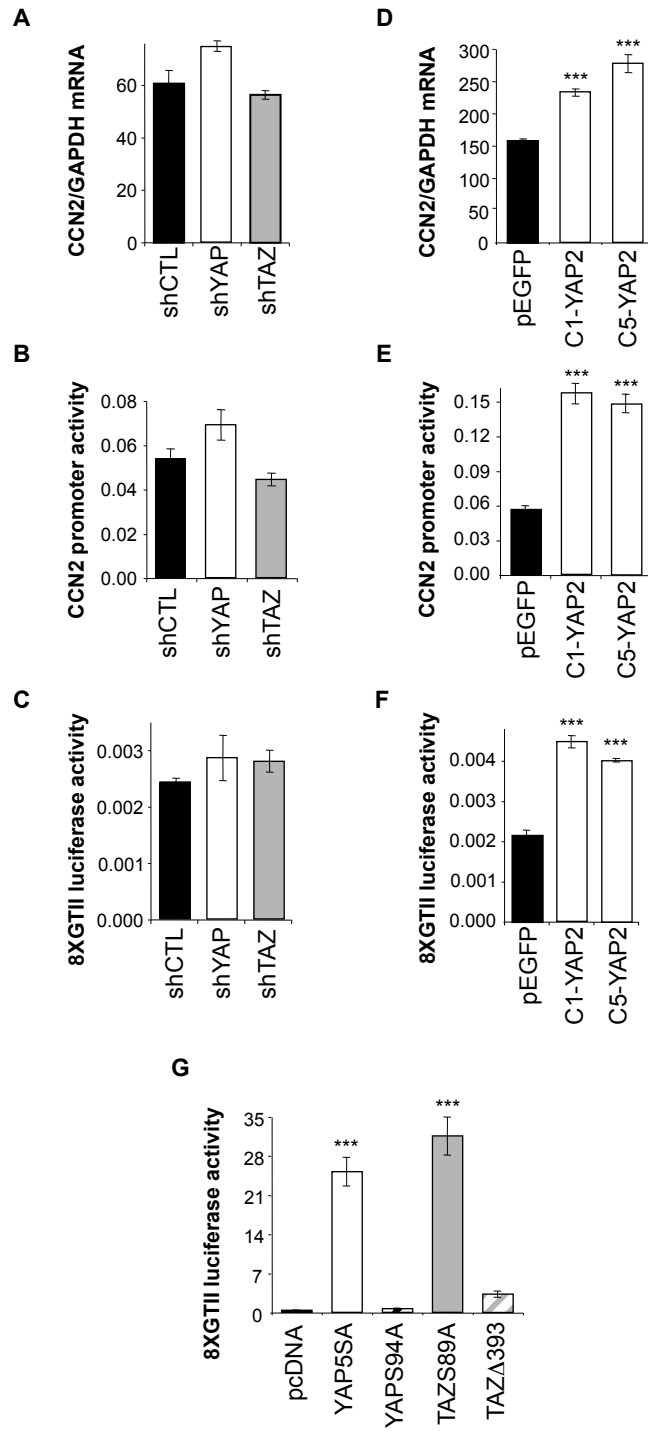 A
CCN2/GAPDH mRNA
60
40
20
0
shCTL
shYAP
shTAZ
D
CCN2/GAPDH mRNA
300
250
200
150
100
50
0
***
***
pEGFP
C1-YAP2
C5-YAP2
B
CCN2 promoter activity
0.08
0.06
0.04
0.02
0.00
shCTL
shYAP
shTAZ
E
CCN2 promoter activity
0.15
0.12
0.09
0.06
0.03
0.00
***
***
pEGFP
C1-YAP2
C5-YAP2
C
8XGTII luciferase activity
0.003
0.002
0.001
0.000
shCTL
shYAP
shTAZ
F
8XGTII luciferase activity
0.004
0.003
0.002
0.001
0.000
***
***
pEGFP
C1-YAP2
C5-YAP2
G
8XGTII luciferase activity
35
28
21
14
7
0
***
***
pcDNA
YAP5SA
YAPS94A
TAZS89A
TAZΔ393